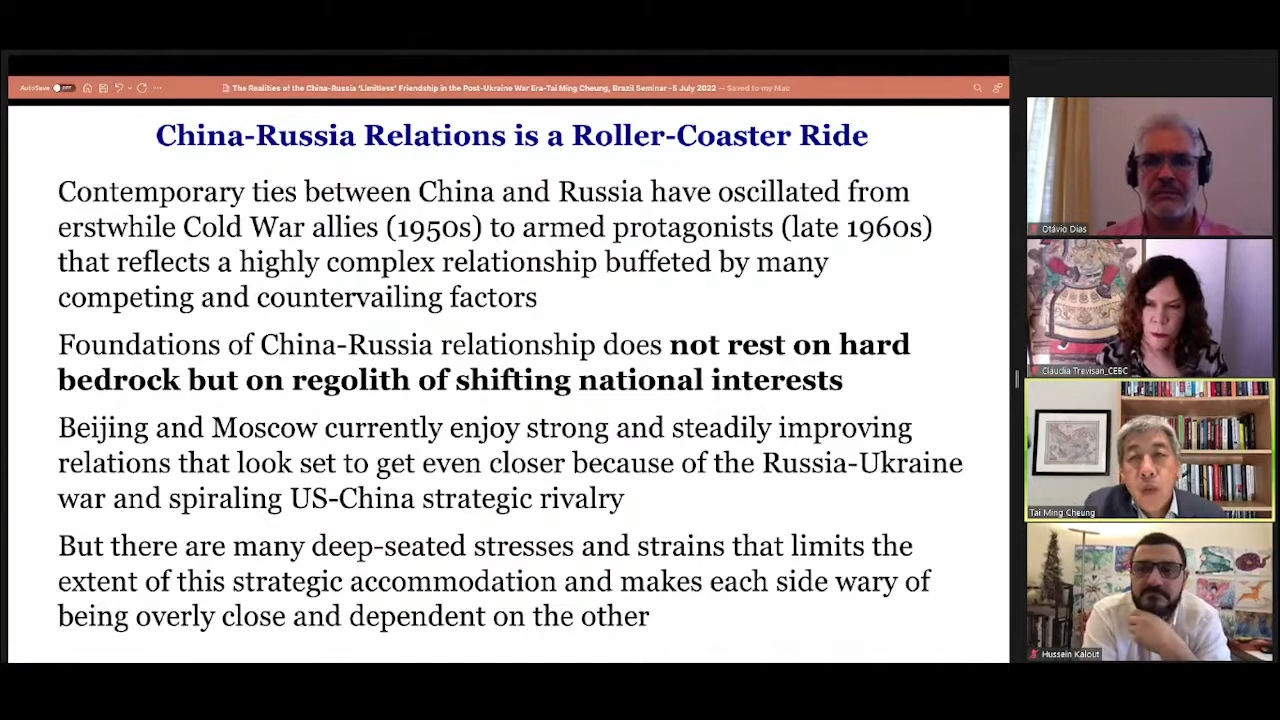 AutoSave OFF
The Realities of the China-Russia 'Limitless' Friendship in the Post-Ukraine War Era-Tai Ming Cheung, Brazil Seminar -5 July 2022 — Saved to my Mac
China-Russia Relations is a Roller-Coaster Ride
Contemporary ties between China and Russia have oscillated from
erstwhile Cold War allies (1950s) to armed protagonists (late 1960s)
that reflects a highly complex relationship buffeted by many
competing and countervailing factors
Foundations of China-Russia relationship does not rest on hard
bedrock but on regolith of shifting national interests
Beijing and Moscow currently enjoy strong and steadily improving
relations that look set to get even closer because of the Russia-Ukraine
war and spiraling US-China strategic rivalry
But there are many deep-seated stresses and strains that limits the
extent of this strategic accommodation and makes each side wary of
being overly close and dependent on the other
Otávio Dias
Cláudia Trevisan_CEBC
Tai Ming Cheung
Hussein Kalout